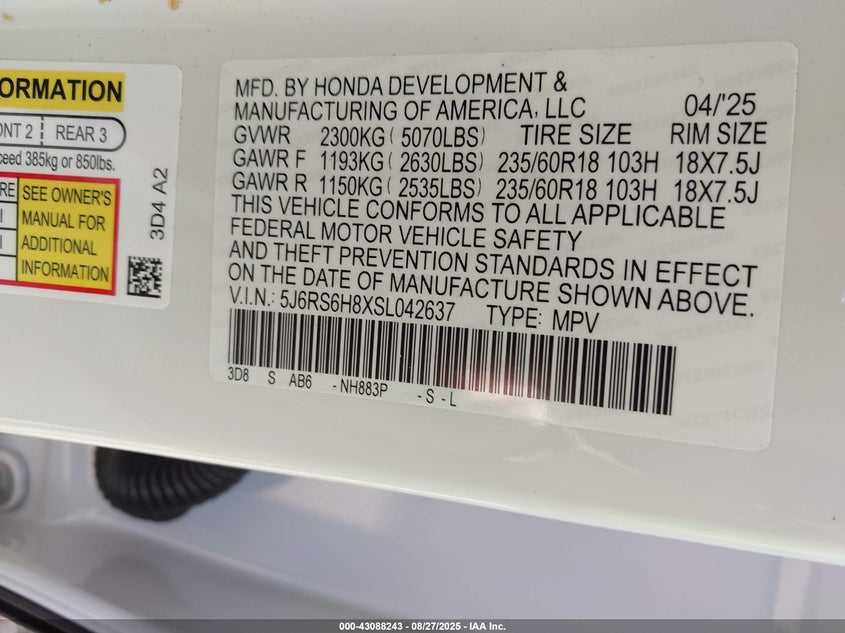 ORMATION
ONT 2 REAR 3
ceed 385kg or 850lbs.
RE
SEE OWNER'S
MANUAL FOR
ADDITIONAL
INFORMATION
3D4 A2
MFD. BY HONDA DEVELOPMENT &
MANUFACTURING OF AMERICA, LLC 04/'25
GVWR 2300KG ( 5070LBS) TIRE SIZE RIM SIZE
GAWR F 1193KG ( 2630LBS) 235/60R18 103H 18X7.5J
GAWR R 1150KG ( 2535LBS) 235/60R18 103H 18X7.5J
THIS VEHICLE CONFORMS TO ALL APPLICABLE
FEDERAL MOTOR VEHICLE SAFETY
AND THEFT PREVENTION STANDARDS IN EFFECT
ON THE DATE OF MANUFACTURE SHOWN ABOVE.
V.I.N.: 5J6RS6H8XSL042637 TYPE: MPV
3D8 S AB6 - NH883P - S - L
000-43088243 08/27/2025 - IAA Inc.